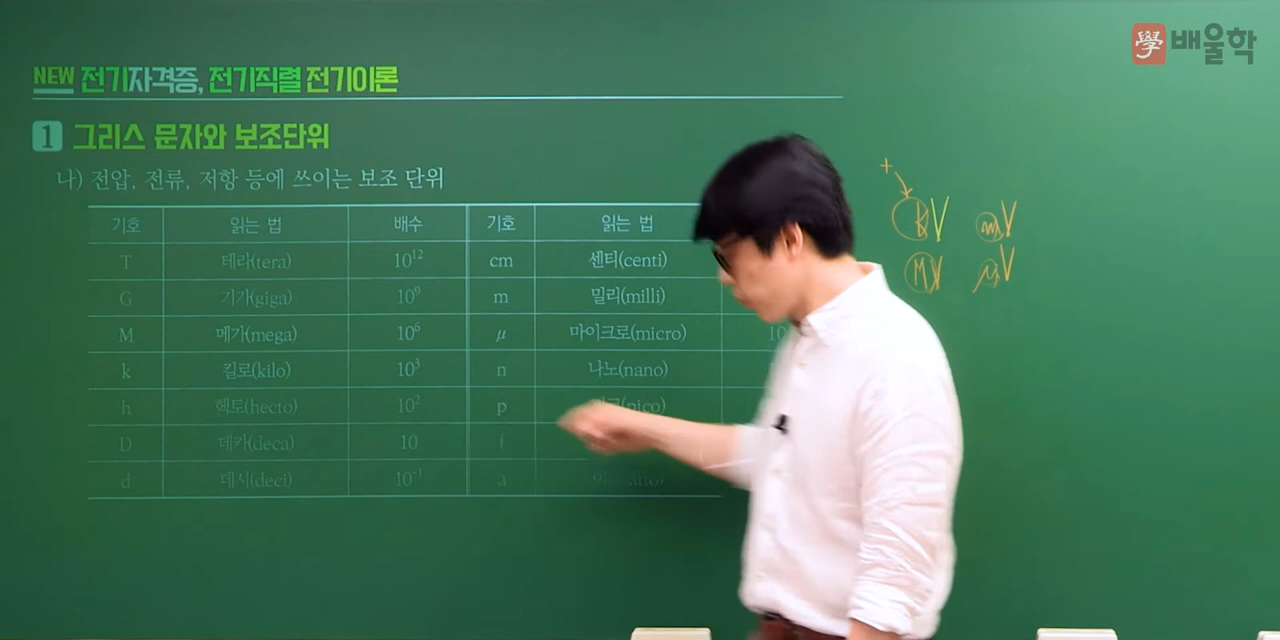 學 배울학
NEW 전기자격증, 전기직렬 전기이론
1 그리스 문자와 보조단위
나) 전압, 전류, 저항 등에 쓰이는 보조 단위
기호 읽는 법 배수 기호 읽는 법
T 테라(tera) 10¹² cm 센티(centi)
G 기가(giga) 10⁹ m 밀리(milli)
M 메가(mega) 10⁶ μ 마이크로(micro)
k 킬로(kilo) 10³ n 나노(nano)
h 헥토(hecto) 10² p
D 데카(deca) 10 f
d 데시(deci) 10⁻¹ a
+
kV mV
MV μV